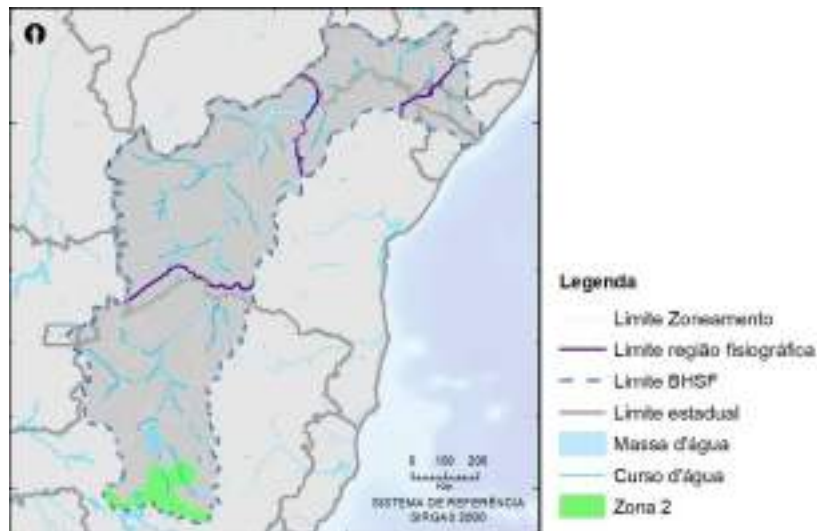 Legenda
Limite Zoneamento
Limite região fisiográfica
Limite BHSF
Limite estadual
Massa d'água
Curso d'água
Zona 2
0 100 200
SISTEMA DE REFERÊNCIA
SIRGAS 2000